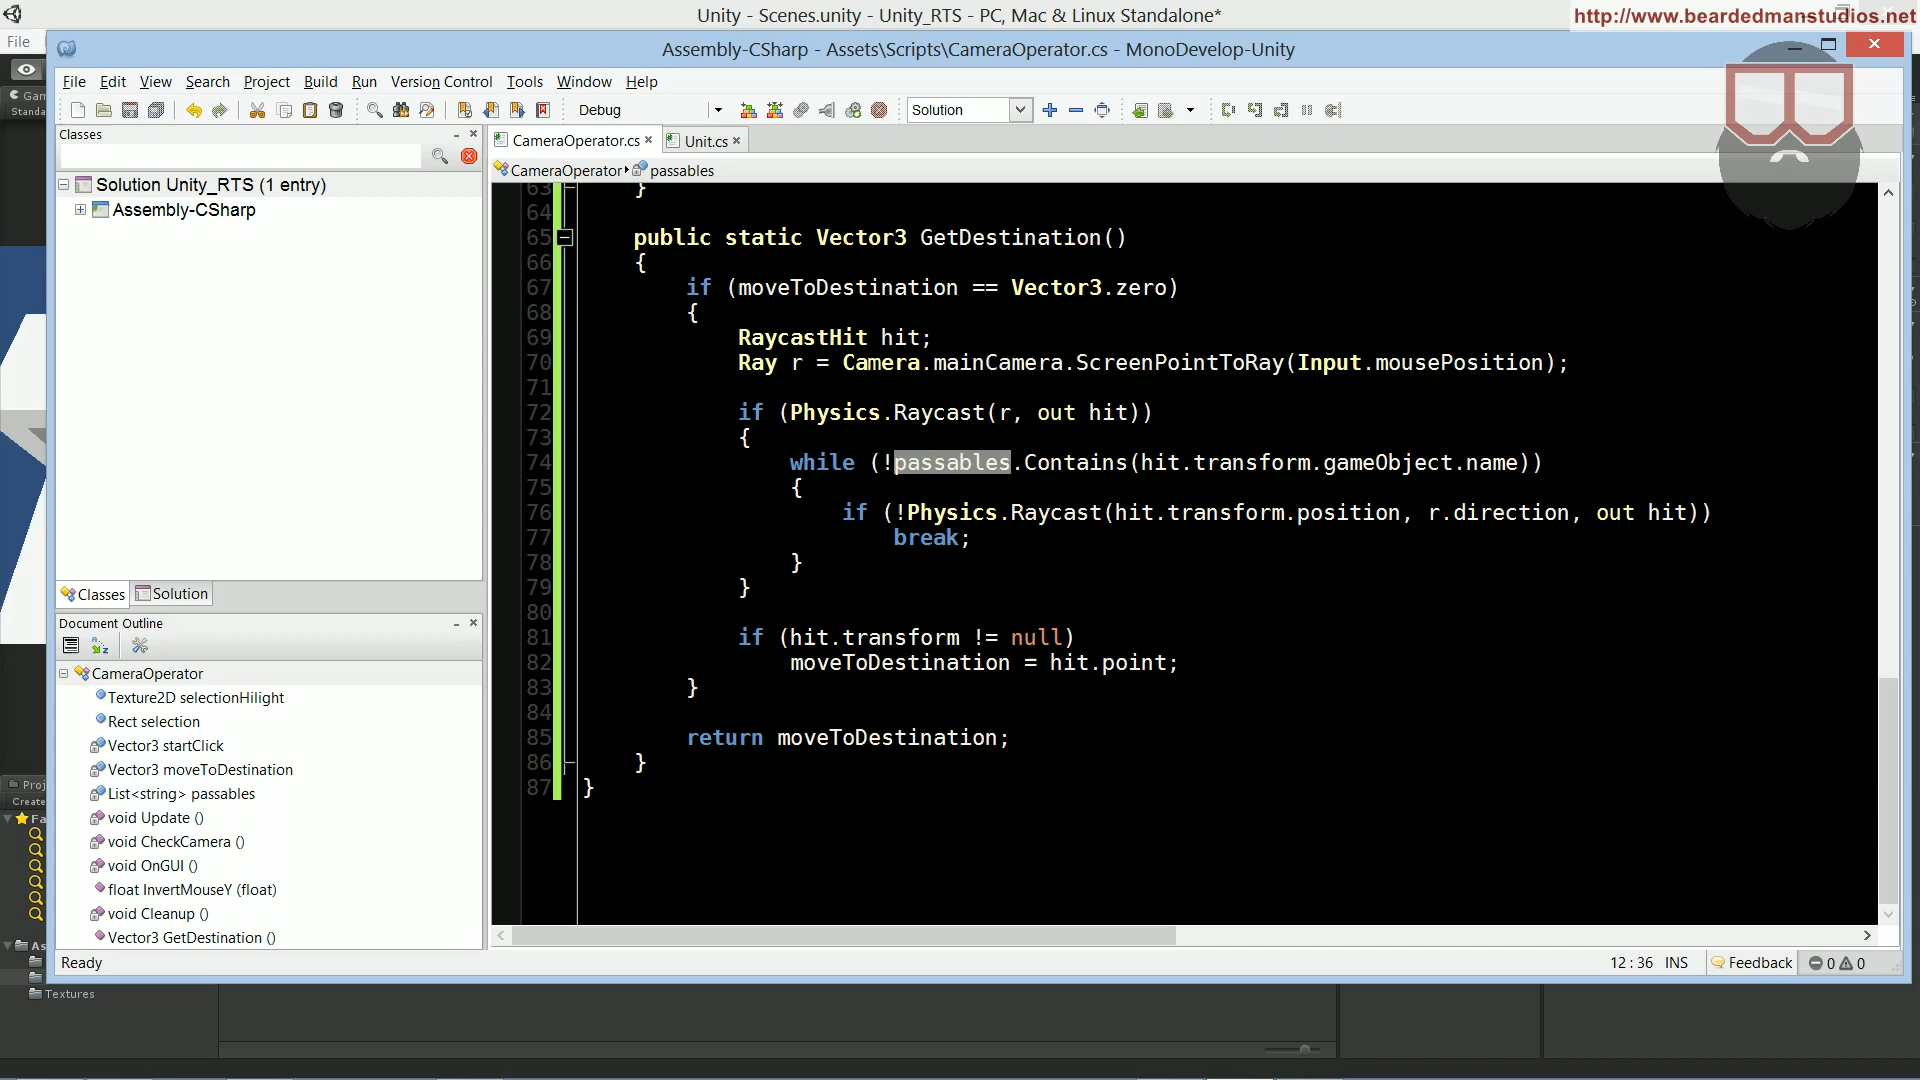 Unity - Scenes.unity - Unity_RTS - PC, Mac & Linux Standalone*
http://www.beardedmanstudios.net
File
Assembly-CSharp - Assets\Scripts\CameraOperator.cs - MonoDevelop-Unity
File Edit View Search Project Build Run Version Control Tools Window Help
Debug
Solution
Gam
Standa
Classes
CameraOperator.cs
Unit.cs
CameraOperator
passables
Solution Unity_RTS (1 entry)
Assembly-CSharp
63 }
64
65 public static Vector3 GetDestination()
66 {
67 if (moveToDestination == Vector3.zero)
68 {
69 RaycastHit hit;
70 Ray r = Camera.mainCamera.ScreenPointToRay(Input.mousePosition);
71
72 if (Physics.Raycast(r, out hit))
73 {
74 while (!passables.Contains(hit.transform.gameObject.name))
75 {
76 if (!Physics.Raycast(hit.transform.position, r.direction, out hit))
77 break;
78 }
79 }
80
81 if (hit.transform != null)
82 moveToDestination = hit.point;
83 }
84
85 return moveToDestination;
86 }
87 }
Classes
Solution
Document Outline
CameraOperator
Texture2D selectionHilight
Rect selection
Vector3 startClick
Vector3 moveToDestination
List<string> passables
void Update ()
void CheckCamera ()
void OnGUI ()
float InvertMouseY (float)
void Cleanup ()
Vector3 GetDestination ()
Proj
Create
Fa
As
Textures
Ready
12 : 36 INS
Feedback
0 0